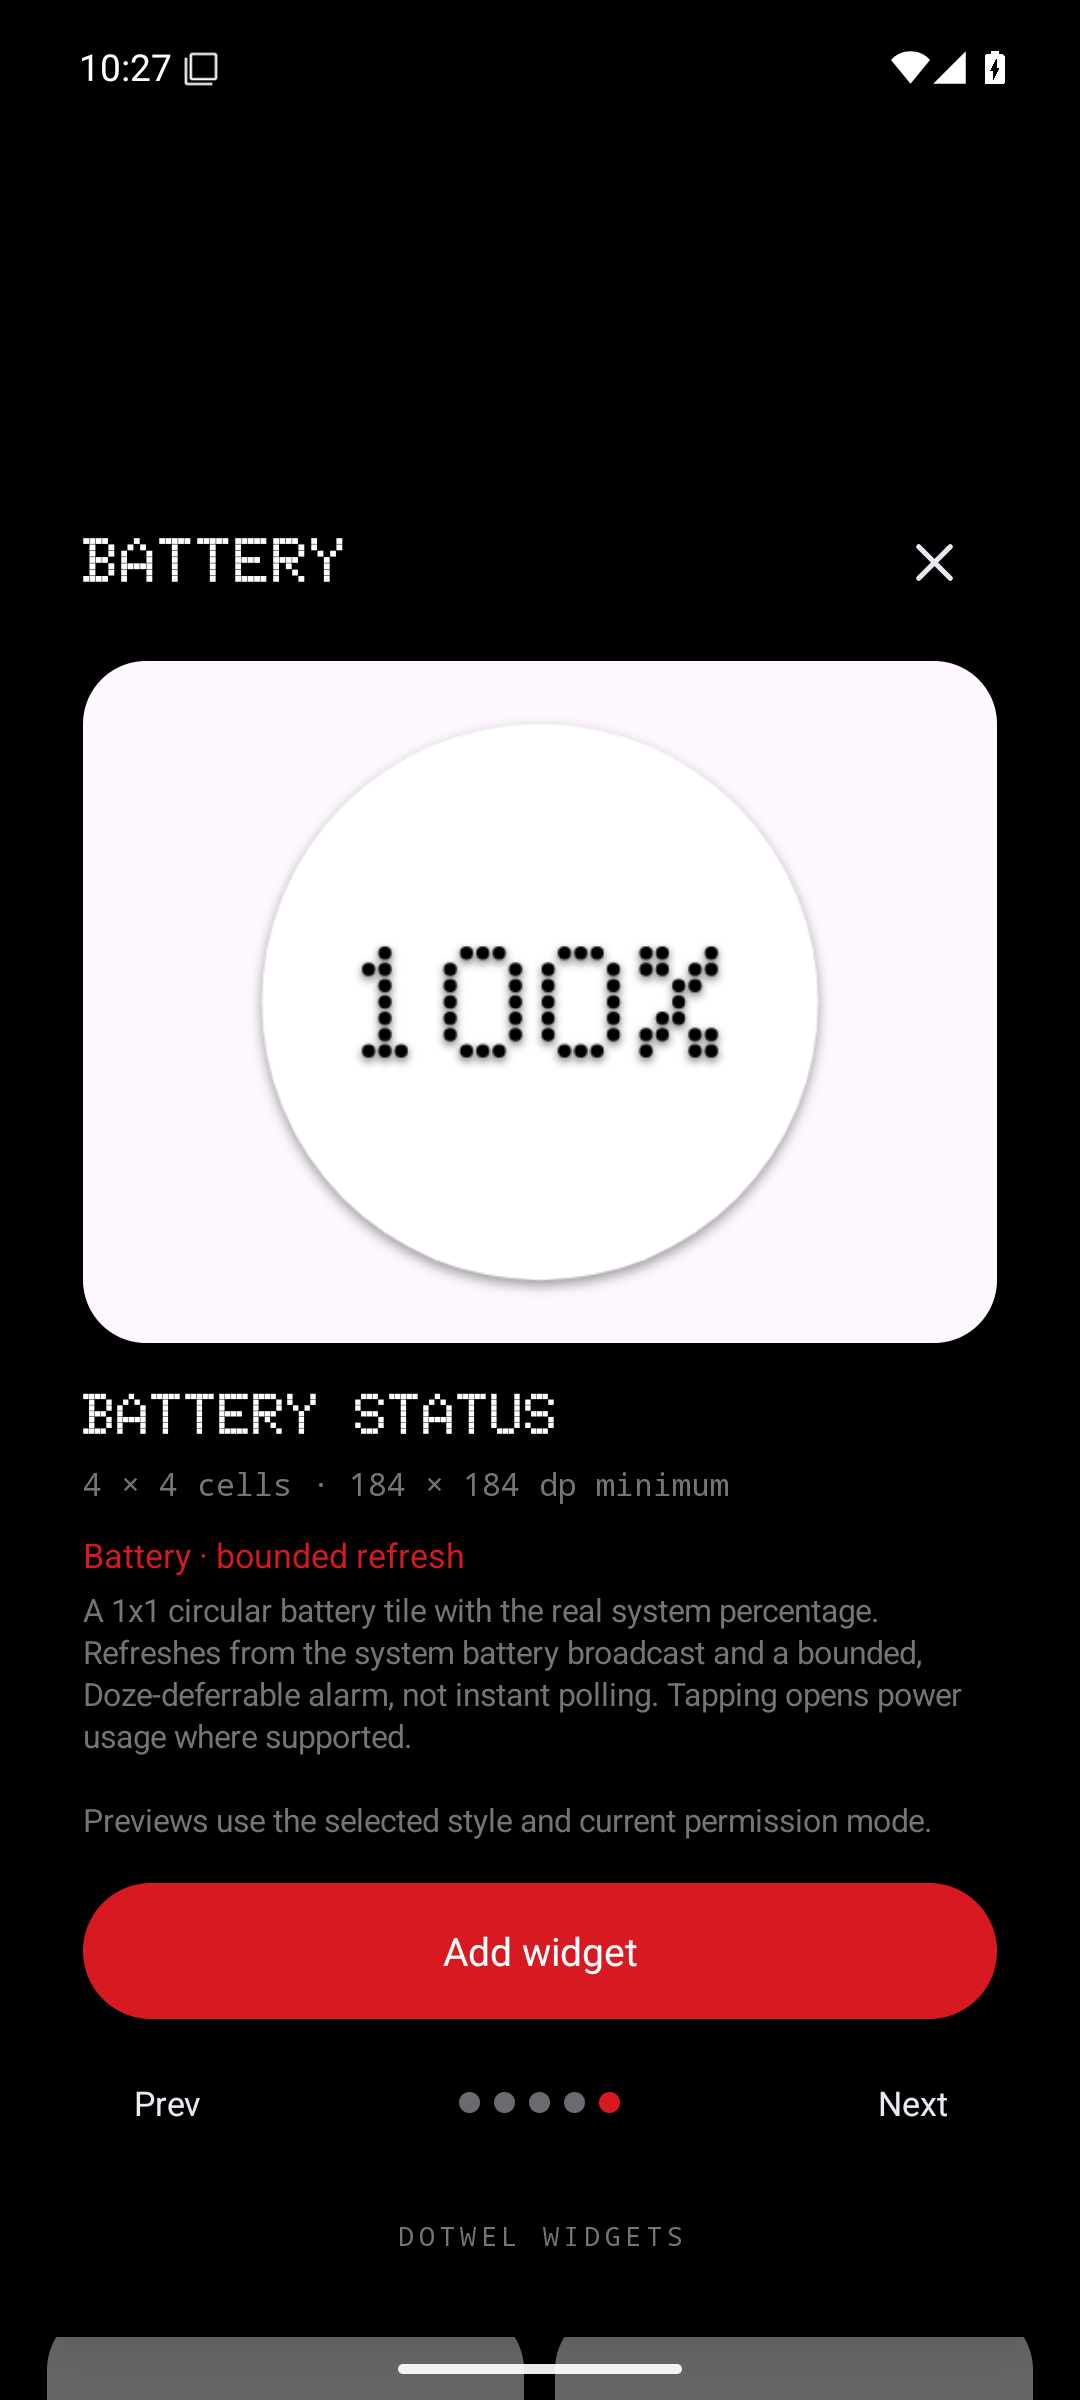 10:27
BATTERY
100%
BATTERY STATUS
4 × 4 cells · 184 × 184 dp minimum
Battery · bounded refresh
A 1x1 circular battery tile with the real system percentage.
Refreshes from the system battery broadcast and a bounded,
Doze-deferrable alarm, not instant polling. Tapping opens power
usage where supported.
Previews use the selected style and current permission mode.
Add widget
Prev
Next
DOTWEL WIDGETS